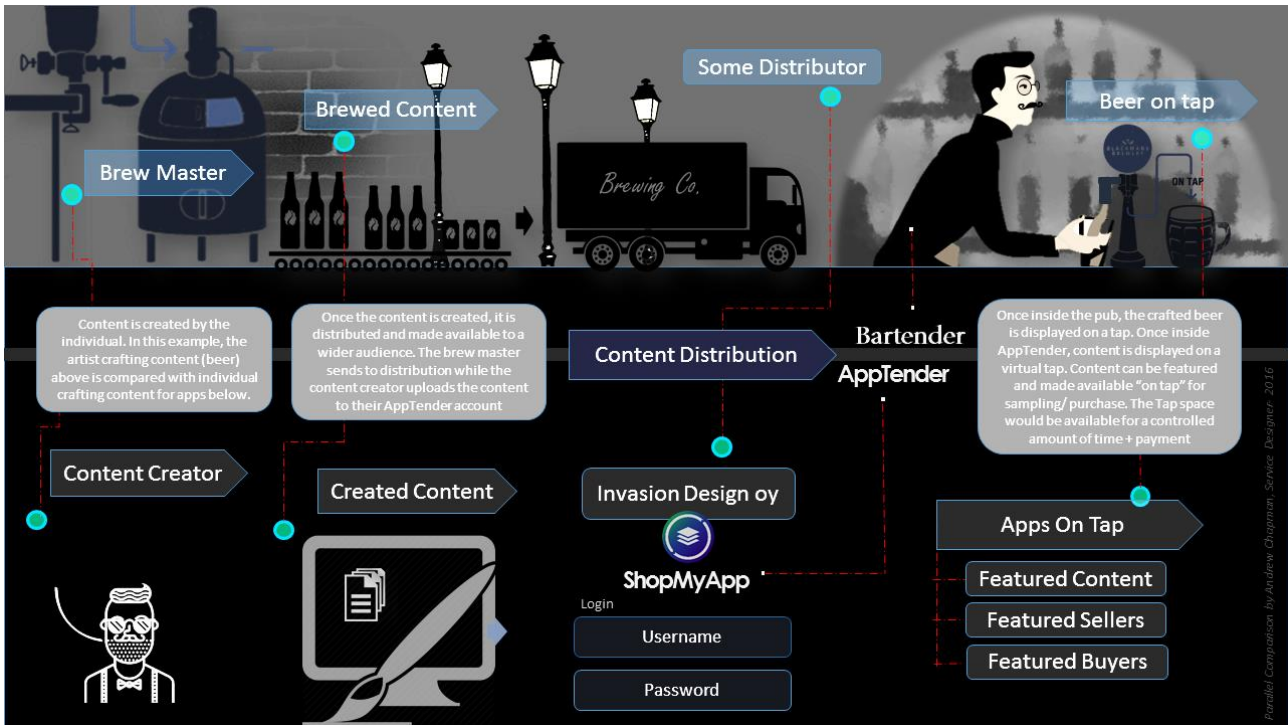 Some Distributor
Brewed Content
Beer on tap
Brew Master
Brewing Co.
ON TAP
Content is created by the
individual. In this example, the
artist crafting content (beer)
above is compared with individual
crafting content for apps below.
Once the content is created, it is
distributed and made available to a
wider audience. The brew master
sends to distribution while the
content creator uploads the content
to their AppTender account
Content Distribution
Bartender
AppTender
Once inside the pub, the crafted beer
is displayed on a tap. Once inside
AppTender, content is displayed on a
virtual tap. Content can be featured
and made available “on tap” for
sampling/ purchase. The Tap space
would be available for a controlled
amount of time + payment
Content Creator
Created Content
Invasion Design oy
ShopMyApp
Login
Username
Password
Apps On Tap
Featured Content
Featured Sellers
Featured Buyers
Parallel Comparison by Andrew Chapman, Service Designer 2016